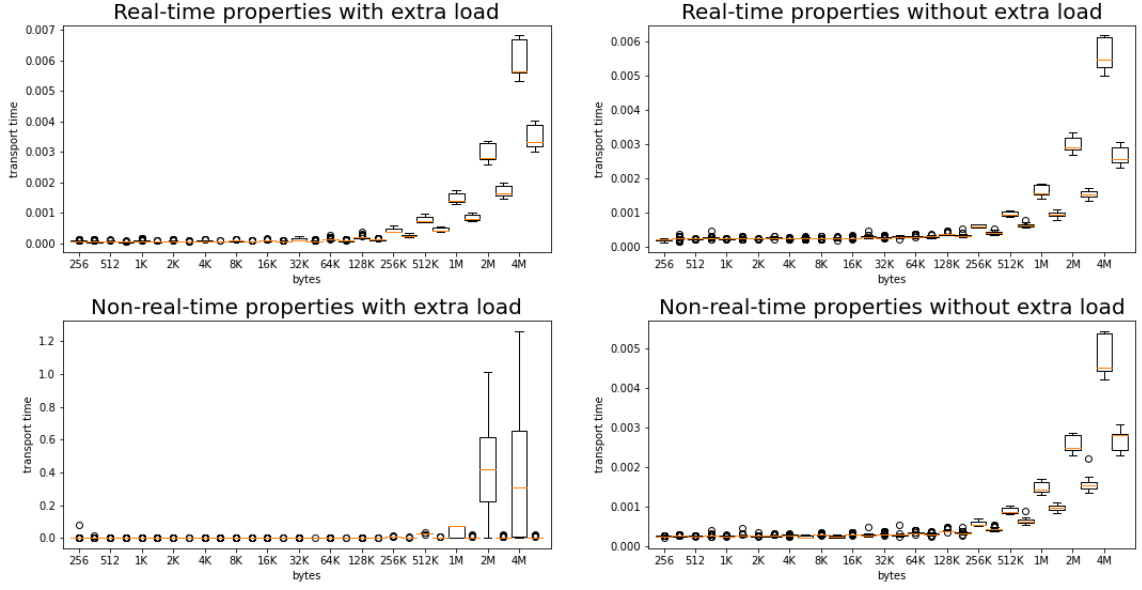 Real-time properties with extra load
0.007
0.006
0.005
0.004
0.003
0.002
0.001
0.000
transport time
256 512 1K 2K 4K 8K 16K 32K 64K 128K 256K 512K 1M 2M 4M
bytes
Real-time properties without extra load
0.006
0.005
0.004
0.003
0.002
0.001
0.000
transport time
256 512 1K 2K 4K 8K 16K 32K 64K 128K 256K 512K 1M 2M 4M
bytes
Non-real-time properties with extra load
1.2
1.0
0.8
0.6
0.4
0.2
0.0
transport time
256 512 1K 2K 4K 8K 16K 32K 64K 128K 256K 512K 1M 2M 4M
bytes
Non-real-time properties without extra load
0.005
0.004
0.003
0.002
0.001
0.000
transport time
256 512 1K 2K 4K 8K 16K 32K 64K 128K 256K 512K 1M 2M 4M
bytes